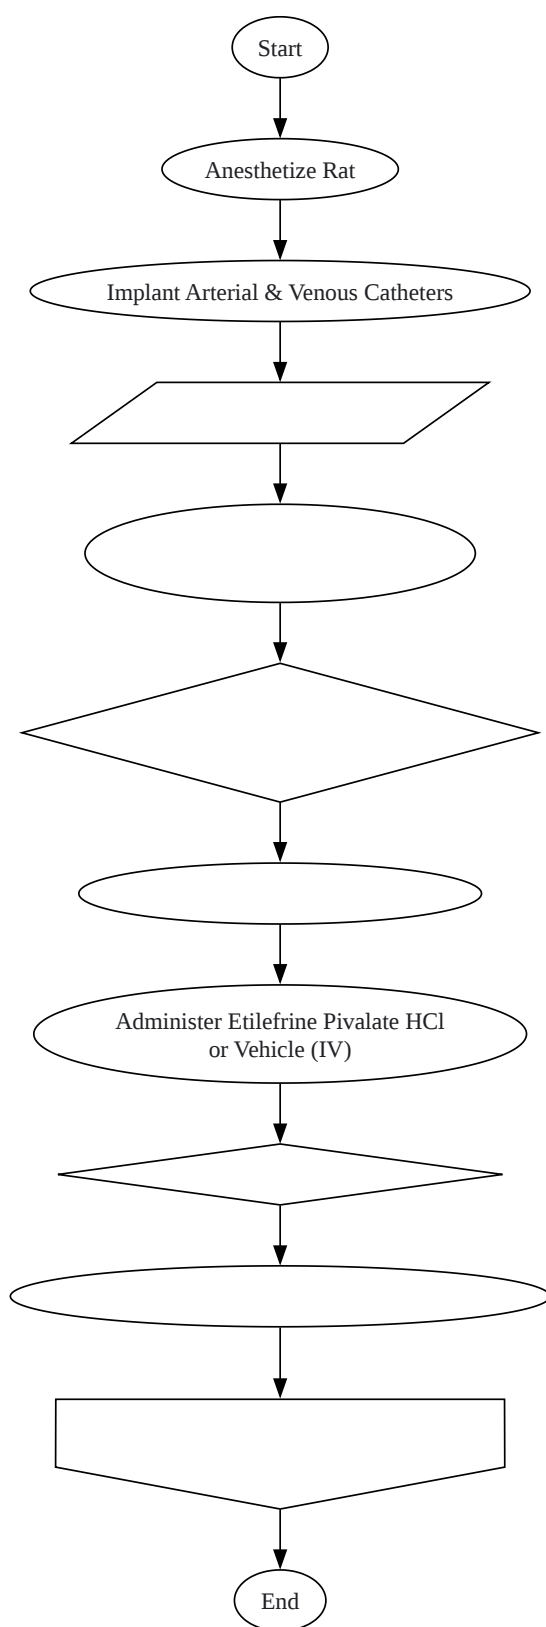 Start
Anesthetize Rat
Implant Arterial & Venous Catheters
Administer Etilefrine Pivalate HCl
or Vehicle (IV)
End